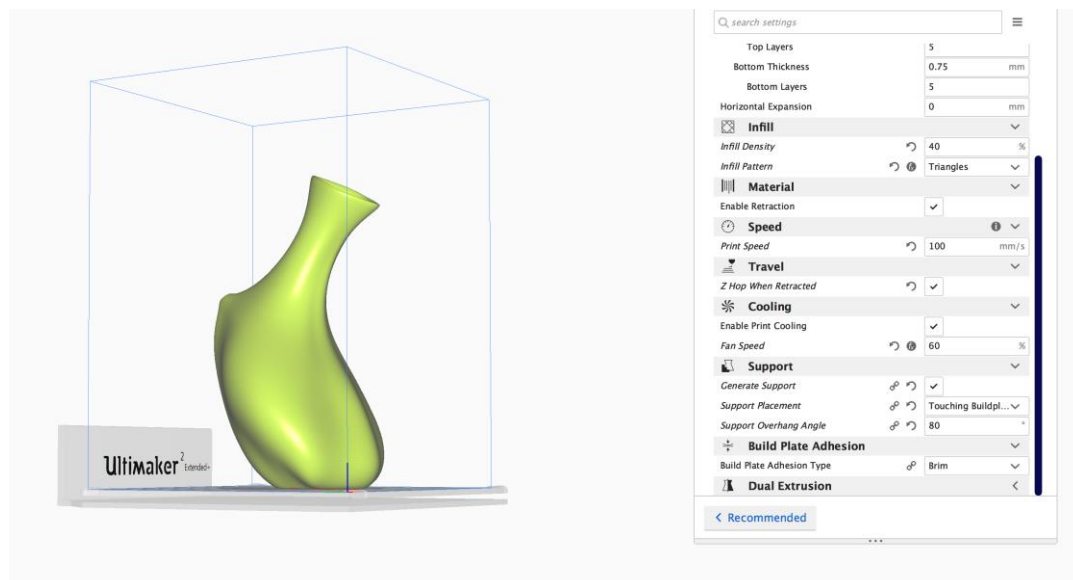 search settings
Top Layers 5
Bottom Thickness 0.75 mm
Bottom Layers 5
Horizontal Expansion 0 mm
Infill
Infill Density 40 %
Infill Pattern Triangles
Material
Enable Retraction
Speed
Print Speed 100 mm/s
Travel
Z Hop When Retracted
Cooling
Enable Print Cooling
Fan Speed 60 %
Support
Generate Support
Support Placement Touching Buildpl...
Support Overhang Angle 80 °
Build Plate Adhesion
Build Plate Adhesion Type Brim
Dual Extrusion
Recommended
Ultimaker 2 Extended+